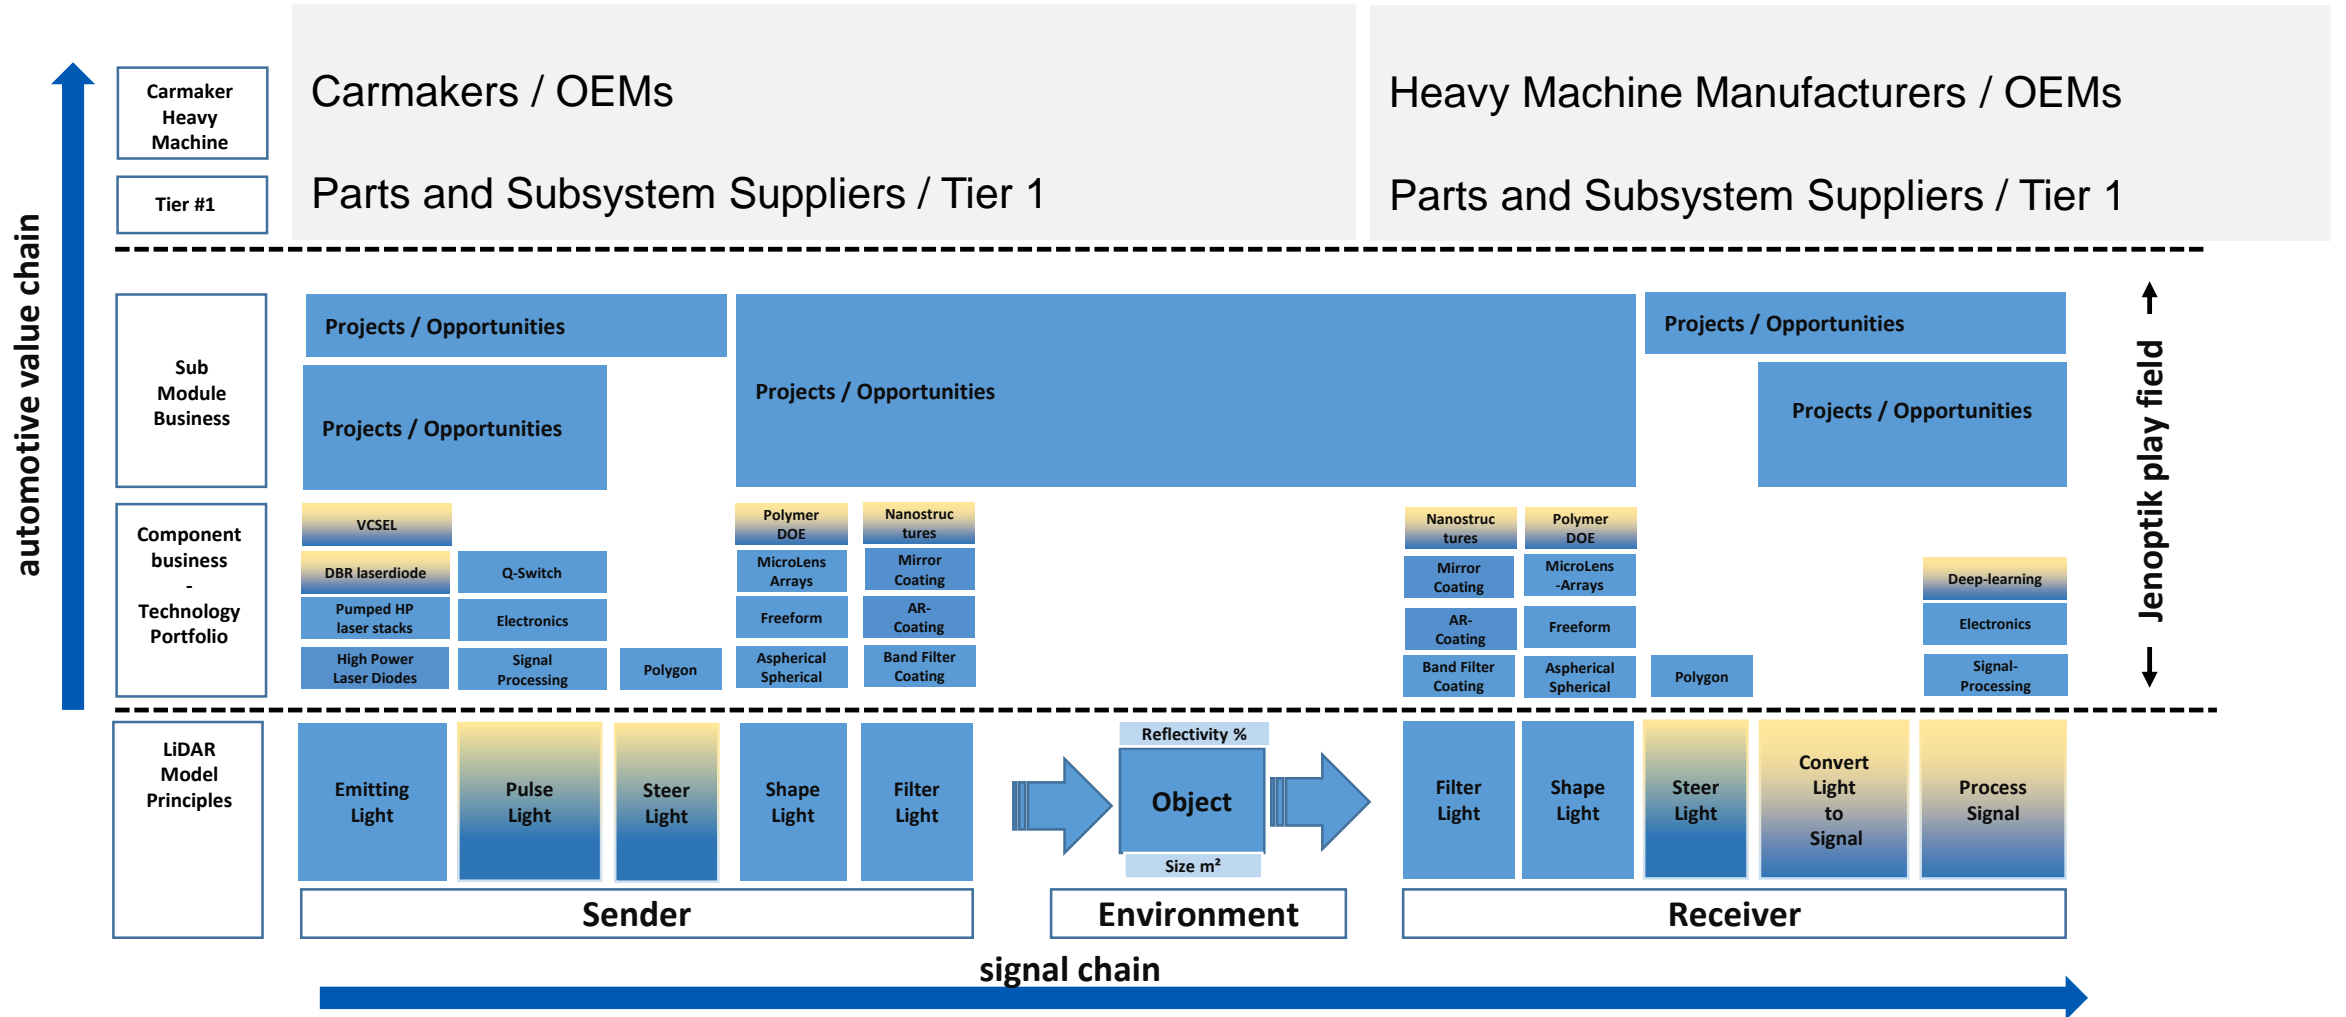 Carmaker
Heavy
Machine
Carmakers / OEMs
Heavy Machine Manufacturers / OEMs
Tier #1
Parts and Subsystem Suppliers / Tier 1
Parts and Subsystem Suppliers / Tier 1
automotive value chain
Sub
Module
Business
Projects / Opportunities
Projects / Opportunities
Projects / Opportunities
Projects / Opportunities
Projects / Opportunities
Jenoptik play field
Component
business
-
Technology
Portfolio
VCSEL
DBR laserdiode
Pumped HP
laser stacks
High Power
Laser Diodes
Q-Switch
Electronics
Signal
Processing
Polygon
Polymer
DOE
MicroLens
Arrays
Freeform
Aspherical
Spherical
Nanostruc
tures
Mirror
Coating
AR-
Coating
Band Filter
Coating
Nanostruc
tures
Mirror
Coating
AR-
Coating
Band Filter
Coating
Polymer
DOE
MicroLens
-Arrays
Freeform
Aspherical
Spherical
Polygon
Deep-learning
Electronics
Signal-
Processing
LiDAR
Model
Principles
Emitting
Light
Pulse
Light
Steer
Light
Shape
Light
Filter
Light
Reflectivity %
Object
Size m²
Filter
Light
Shape
Light
Steer
Light
Convert
Light
to
Signal
Process
Signal
Sender
Environment
Receiver
signal chain